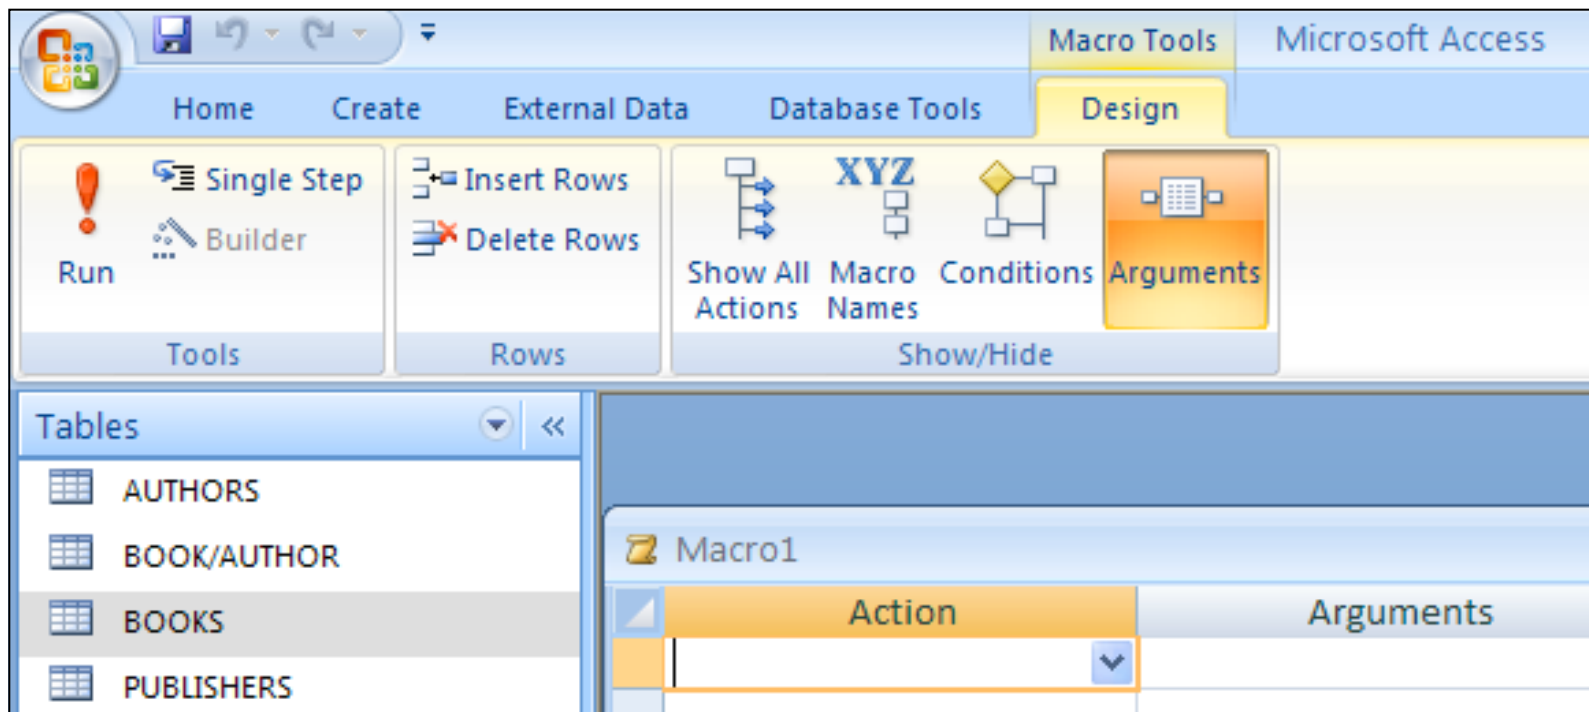 Macro Tools Microsoft Access
Home Create External Data Database Tools Design
Run
Single Step
Builder
Tools
Insert Rows
Delete Rows
Rows
Show All
Actions
XYZ
Macro
Names
Conditions
Arguments
Show/Hide
Tables
AUTHORS
BOOK/AUTHOR
BOOKS
PUBLISHERS
Macro1
Action Arguments